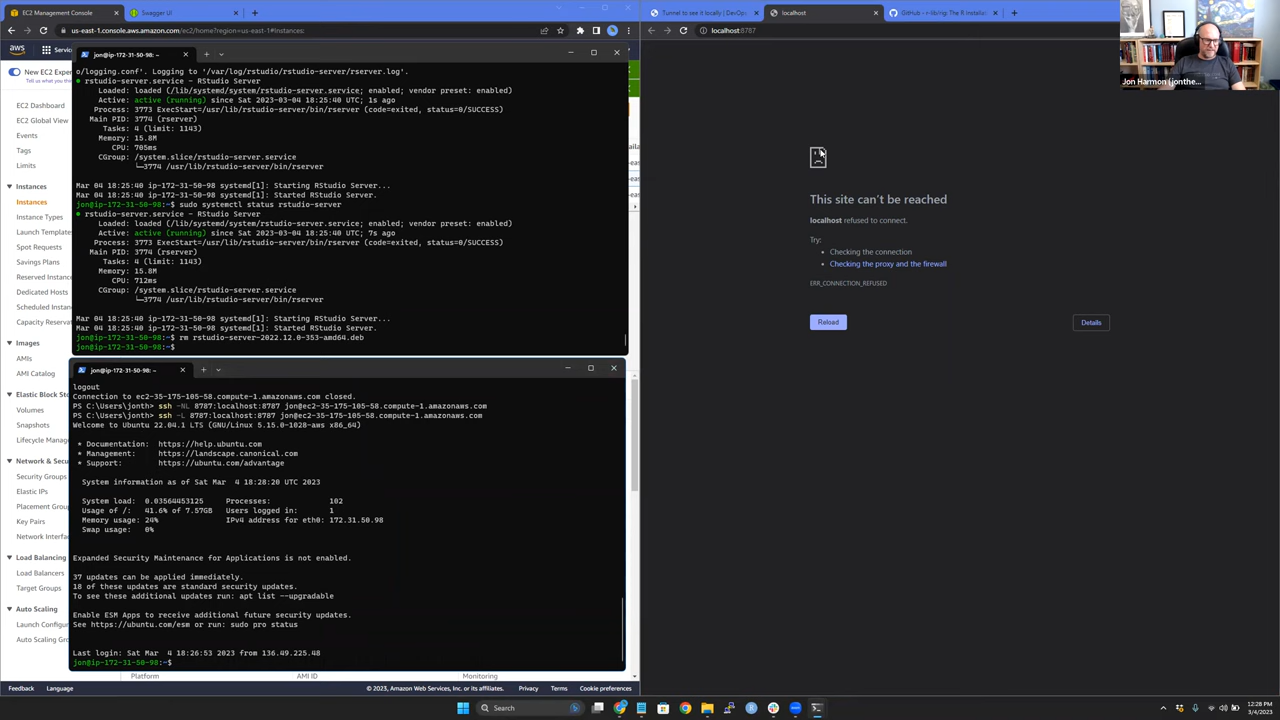 EC2 Management Console
Swagger UI
Tunnel to see it locally | DevOps
localhost
GitHub - r-lib/rig: The R installat
us-east-1.console.aws.amazon.com/ec2/home?region=us-east-1#Instances:
localhost:8787
aws
Services
New EC2 Exper
Tell us what you think
EC2 Dashboard
EC2 Global View
Events
Tags
Limits
Instances
Instances
Instance Types
Launch Templates
Spot Requests
Savings Plans
Reserved Instance
Dedicated Hosts
Scheduled Instan
Capacity Reservat
Images
AMIs
AMI Catalog
Elastic Block Sto
Volumes
Snapshots
Lifecycle Manag
Network & Secu
Security Groups
Elastic IPs
Placement Group
Key Pairs
Network Interfac
Load Balancing
Load Balancers
Target Groups
Auto Scaling
Launch Configur
Auto Scaling Gro
jon@ip-172-31-50-98: ~
o/logging.conf'. Logging to '/var/log/rstudio/rstudio-server/rserver.log'.
● rstudio-server.service - RStudio Server
Loaded: loaded (/lib/systemd/system/rstudio-server.service; enabled; vendor preset: enabled)
Active: active (running) since Sat 2023-03-04 18:25:40 UTC; 1s ago
Process: 3773 ExecStart=/usr/lib/rstudio-server/bin/rserver (code=exited, status=0/SUCCESS)
Main PID: 3774 (rserver)
Tasks: 4 (limit: 1143)
Memory: 15.8M
CPU: 705ms
CGroup: /system.slice/rstudio-server.service
└─3774 /usr/lib/rstudio-server/bin/rserver
Mar 04 18:25:40 ip-172-31-50-98 systemd[1]: Starting RStudio Server...
Mar 04 18:25:40 ip-172-31-50-98 systemd[1]: Started RStudio Server.
jon@ip-172-31-50-98:~$ sudo systemctl status rstudio-server
● rstudio-server.service - RStudio Server
Loaded: loaded (/lib/systemd/system/rstudio-server.service; enabled; vendor preset: enabled)
Active: active (running) since Sat 2023-03-04 18:25:40 UTC; 7s ago
Process: 3773 ExecStart=/usr/lib/rstudio-server/bin/rserver (code=exited, status=0/SUCCESS)
Main PID: 3774 (rserver)
Tasks: 4 (limit: 1143)
Memory: 15.8M
CPU: 712ms
CGroup: /system.slice/rstudio-server.service
└─3774 /usr/lib/rstudio-server/bin/rserver
Mar 04 18:25:40 ip-172-31-50-98 systemd[1]: Starting RStudio Server...
Mar 04 18:25:40 ip-172-31-50-98 systemd[1]: Started RStudio Server.
jon@ip-172-31-50-98:~$ rm rstudio-server-2022.12.0-353-amd64.deb
jon@ip-172-31-50-98:~$
jon@ip-172-31-50-98: ~
logout
Connection to ec2-35-175-105-58.compute-1.amazonaws.com closed.
PS C:\Users\jonth> ssh -NL 8787:localhost:8787 jon@ec2-35-175-105-58.compute-1.amazonaws.com
PS C:\Users\jonth> ssh -L 8787:localhost:8787 jon@ec2-35-175-105-58.compute-1.amazonaws.com
Welcome to Ubuntu 22.04.1 LTS (GNU/Linux 5.15.0-1028-aws x86_64)
* Documentation: https://help.ubuntu.com
* Management: https://landscape.canonical.com
* Support: https://ubuntu.com/advantage
System information as of Sat Mar 4 18:28:20 UTC 2023
System load: 0.03564453125 Processes: 102
Usage of /: 41.6% of 7.57GB Users logged in: 1
Memory usage: 24% IPv4 address for eth0: 172.31.50.98
Swap usage: 0%
Expanded Security Maintenance for Applications is not enabled.
37 updates can be applied immediately.
18 of these updates are standard security updates.
To see these additional updates run: apt list --upgradable
Enable ESM Apps to receive additional future security updates.
See https://ubuntu.com/esm or run: sudo pro status
Last login: Sat Mar 4 18:26:53 2023 from 136.49.225.48
jon@ip-172-31-50-98:~$
Platform
AMI ID
Monitoring
Feedback
Language
© 2023, Amazon Web Services, Inc. or its affiliates.
Privacy
Terms
Cookie preferences
This site can't be reached
localhost refused to connect.
Try:
• Checking the connection
• Checking the proxy and the firewall
ERR_CONNECTION_REFUSED
Reload
Details
Jon Harmon (jonthe...
Search
12:28 PM
3/4/2023